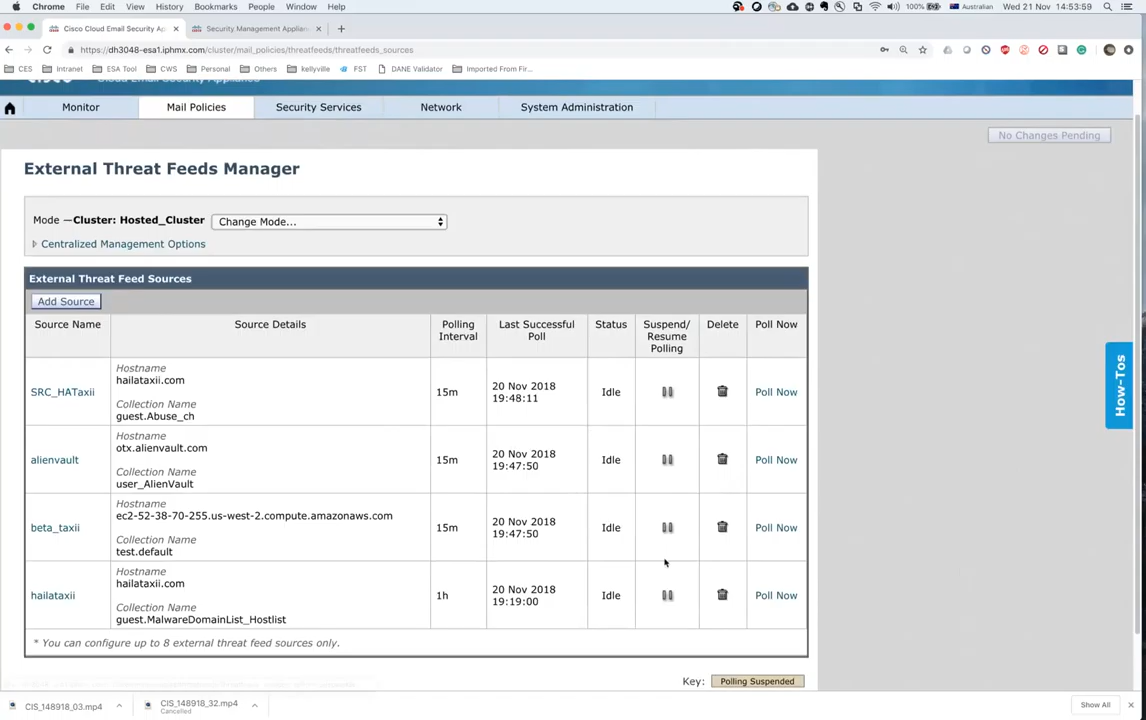 Chrome File Edit View History Bookmarks People Window Help
100% Australian Wed 21 Nov 14:53:59
Cisco Cloud Email Security Ap
Security Management Applianc
https://dh3048-esa1.iphmx.com/cluster/mail_policies/threatfeeds/threatfeeds_sources
CES Intranet ESA Tool CWS Personal Others kellyville FST DANE Validator Imported From Fir...
Cloud Email Security Appliance
Monitor Mail Policies Security Services Network System Administration
No Changes Pending
External Threat Feeds Manager
Mode —Cluster: Hosted_Cluster Change Mode...
Centralized Management Options
External Threat Feed Sources
Add Source
Source Name Source Details Polling Interval Last Successful Poll Status Suspend/ Resume Polling Delete Poll Now
Hostname
hailataxii.com
SRC_HATaxii 15m 20 Nov 2018 19:48:11 Idle Poll Now
Collection Name
guest.Abuse_ch
Hostname
otx.alienvault.com
alienvault 15m 20 Nov 2018 19:47:50 Idle Poll Now
Collection Name
user_AlienVault
Hostname
ec2-52-38-70-255.us-west-2.compute.amazonaws.com
beta_taxii 15m 20 Nov 2018 19:47:50 Idle Poll Now
Collection Name
test.default
Hostname
hailataxii.com
hailataxii 1h 20 Nov 2018 19:19:00 Idle Poll Now
Collection Name
guest.MalwareDomainList_Hostlist
* You can configure up to 8 external threat feed sources only.
Key: Polling Suspended
How-Tos
CIS_148918_03.mp4
CIS_148918_32.mp4
Cancelled
Show All